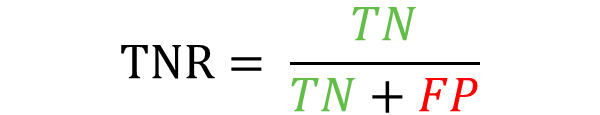 TNR = TN
TN + FP